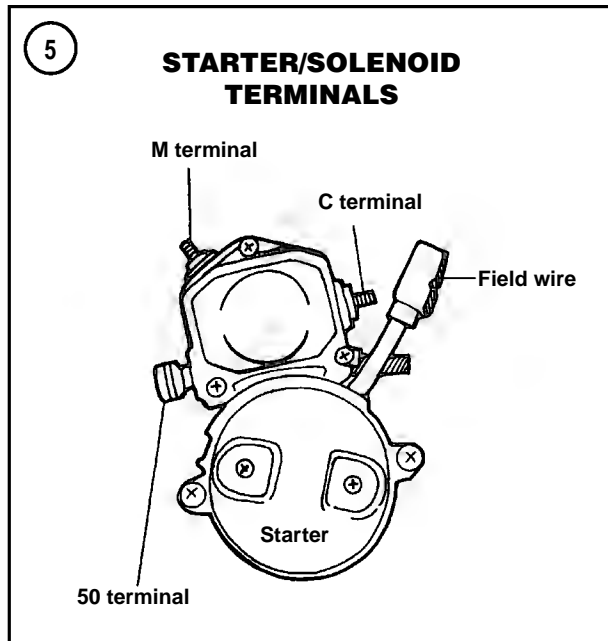 5
STARTER/SOLENOID
TERMINALS
M terminal
C terminal
Field wire
Starter
50 terminal